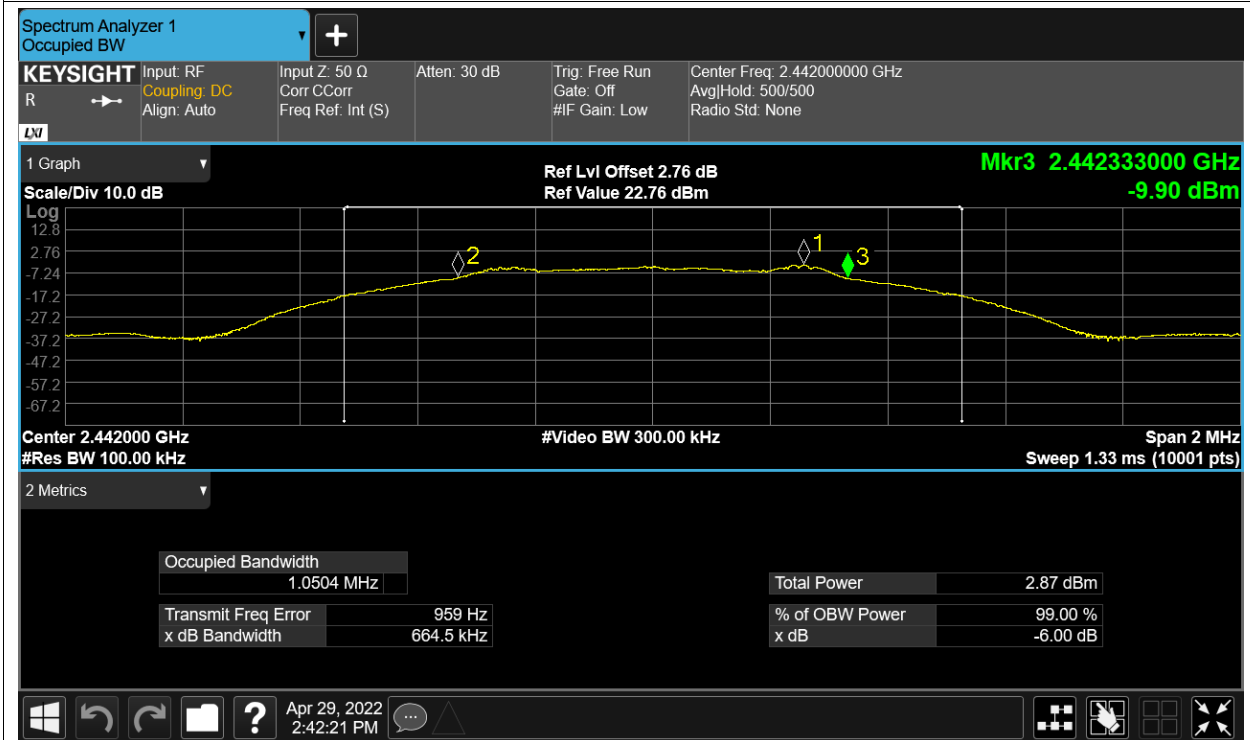 Spectrum Analyzer 1
Occupied BW
KEYSIGHT
R
LXI
Input: RF
Coupling: DC
Align: Auto
Input Z: 50 Ω
Corr CCorr
Freq Ref: Int (S)
Atten: 30 dB
Trig: Free Run
Gate: Off
#IF Gain: Low
Center Freq: 2.442000000 GHz
Avg|Hold: 500/500
Radio Std: None
1 Graph
Scale/Div 10.0 dB
Ref Lvl Offset 2.76 dB
Ref Value 22.76 dBm
Mkr3 2.442333000 GHz
-9.90 dBm
Log
12.8
2.76
-7.24
-17.2
-27.2
-37.2
-47.2
-57.2
-67.2
2
1
3
Center 2.442000 GHz
#Res BW 100.00 kHz
#Video BW 300.00 kHz
Span 2 MHz
Sweep 1.33 ms (10001 pts)
2 Metrics
Occupied Bandwidth
1.0504 MHz
Transmit Freq Error 959 Hz
x dB Bandwidth 664.5 kHz
Total Power 2.87 dBm
% of OBW Power 99.00 %
x dB -6.00 dB
?
Apr 29, 2022
2:42:21 PM